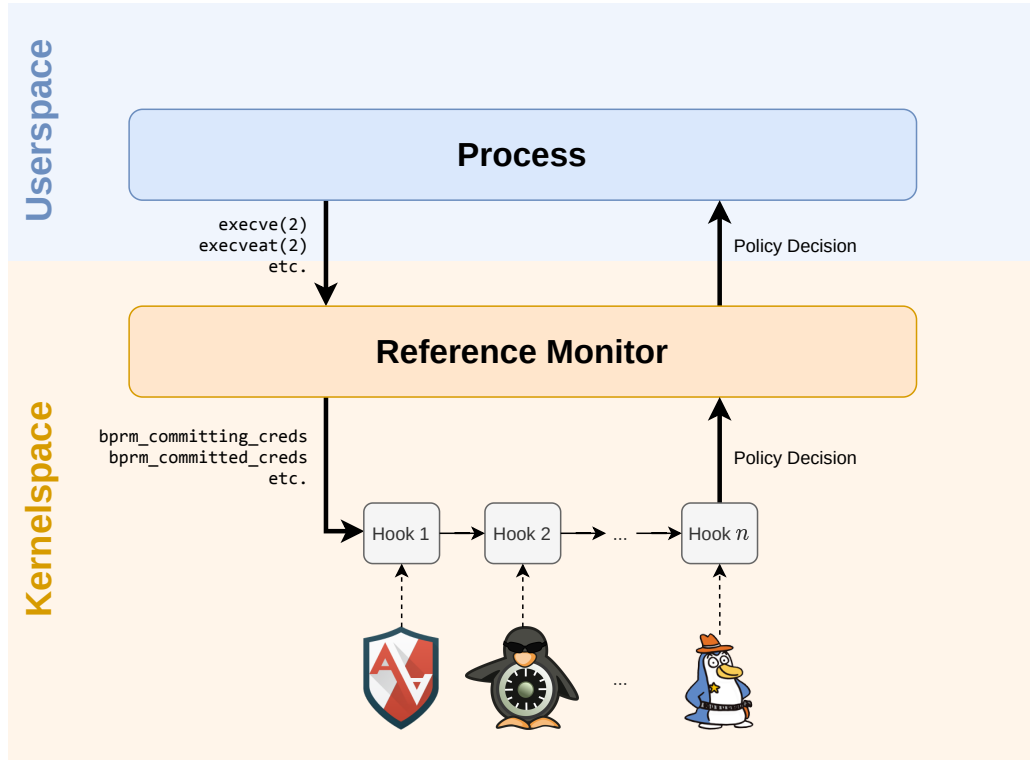 Userspace
Process
execve(2)
execveat(2)
etc.
Policy Decision
Kernelspace
Reference Monitor
bprm_committing_creds
bprm_committed_creds
etc.
Policy Decision
Hook 1
Hook 2
...
Hook n
AA
...